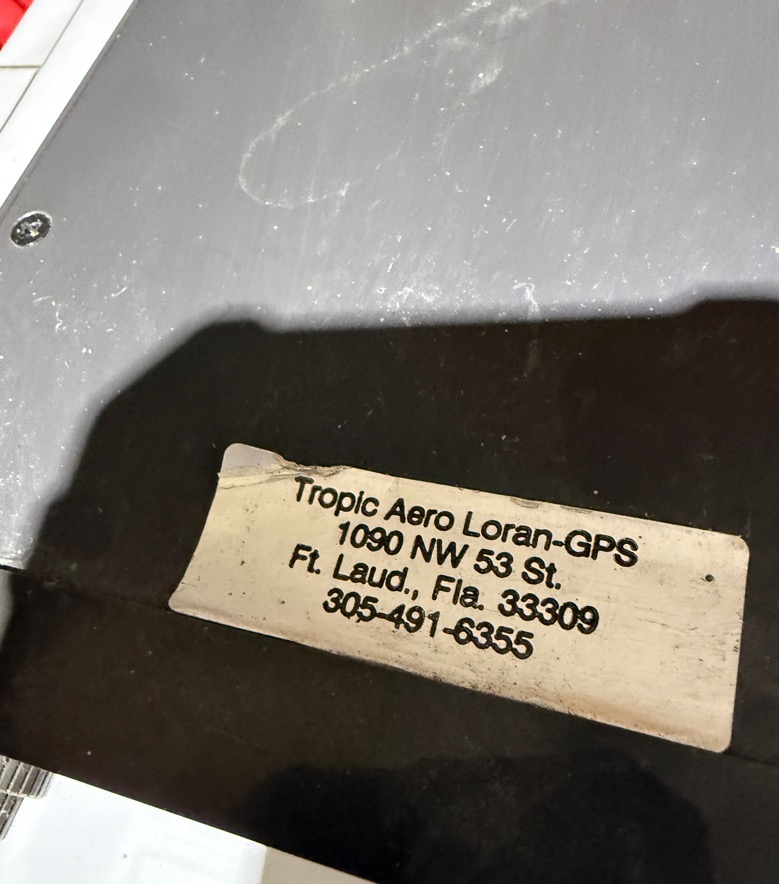 Tropic Aero Loran-GPS
1090 NW 53 St.
Ft. Laud., Fla. 33309
305-491-6355